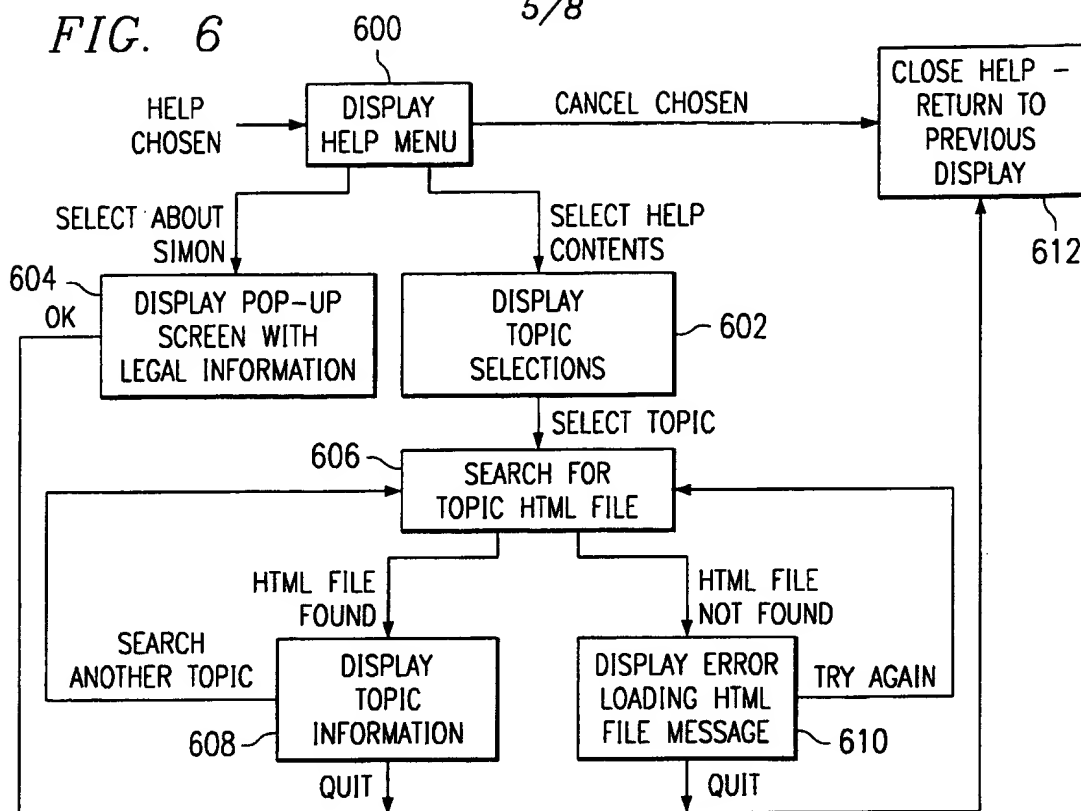 5/8
FIG. 6
600
HELP
CHOSEN
DISPLAY
HELP MENU
CANCEL CHOSEN
CLOSE HELP –
RETURN TO
PREVIOUS
DISPLAY
612
SELECT ABOUT
SIMON
SELECT HELP
CONTENTS
604
OK
DISPLAY POP-UP
SCREEN WITH
LEGAL INFORMATION
DISPLAY
TOPIC
SELECTIONS
602
SELECT TOPIC
606
SEARCH FOR
TOPIC HTML FILE
HTML FILE
FOUND
HTML FILE
NOT FOUND
SEARCH
ANOTHER TOPIC
DISPLAY
TOPIC
INFORMATION
608
DISPLAY ERROR
LOADING HTML
FILE MESSAGE
610
TRY AGAIN
QUIT
QUIT